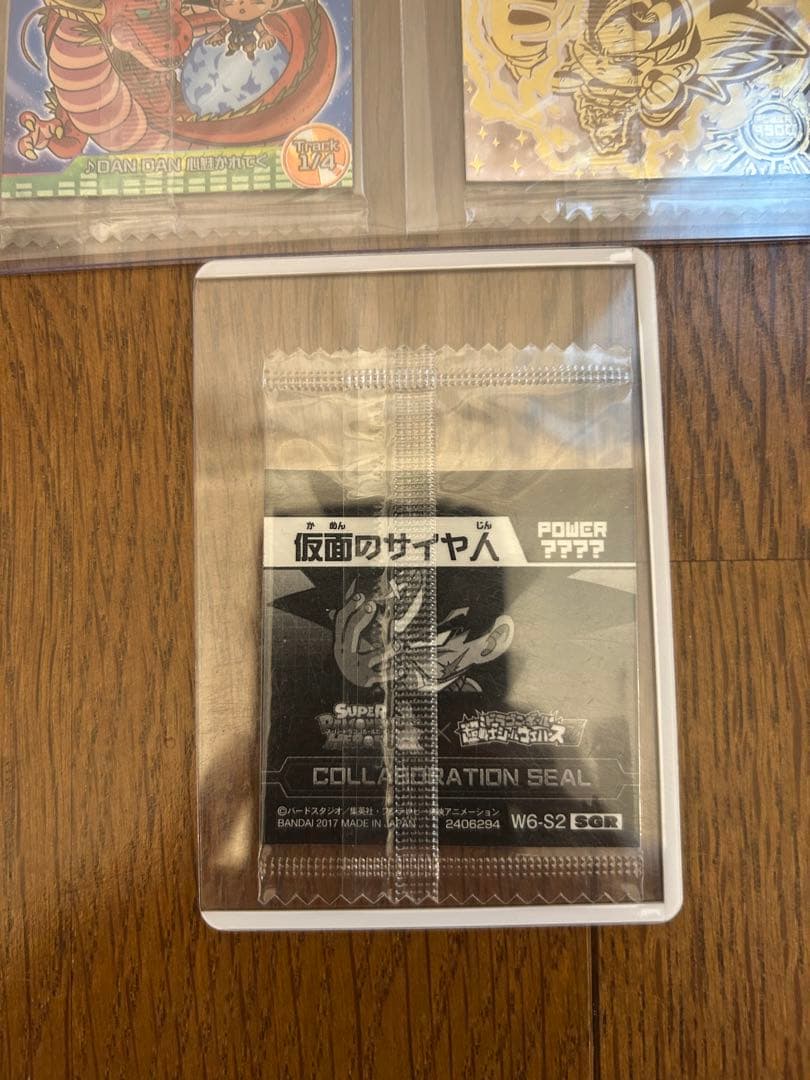 ♪DAN DAN 心魅かれてく
Track
1/4
POWER
9500
か めん じん
仮面のサイヤ人
POWER
????
SUPER
×
COLLABORATION SEAL
©バードスタジオ/集英社・フジテレビ・東映アニメーション
BANDAI 2017 MADE IN JAPAN 2406294 W6-S2 SGR